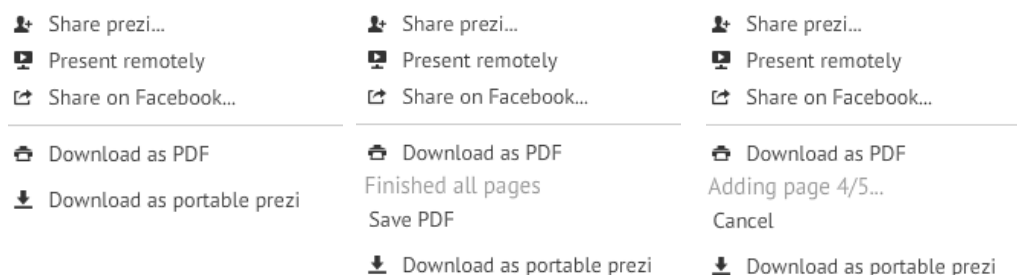 Share prezi...
Present remotely
Share on Facebook...
Download as PDF
Download as portable prezi
Share prezi...
Present remotely
Share on Facebook...
Download as PDF
Finished all pages
Save PDF
Download as portable prezi
Share prezi...
Present remotely
Share on Facebook...
Download as PDF
Adding page 4/5...
Cancel
Download as portable prezi